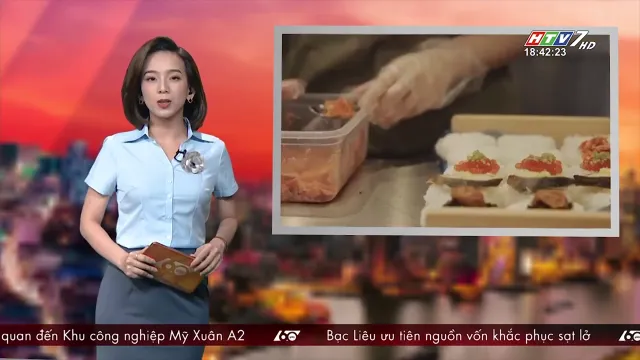 HTV7 HD
18:42:23
quan đến Khu công nghiệp Mỹ Xuân A2
Bạc Liêu ưu tiên nguồn vốn khắc phục sạt lở